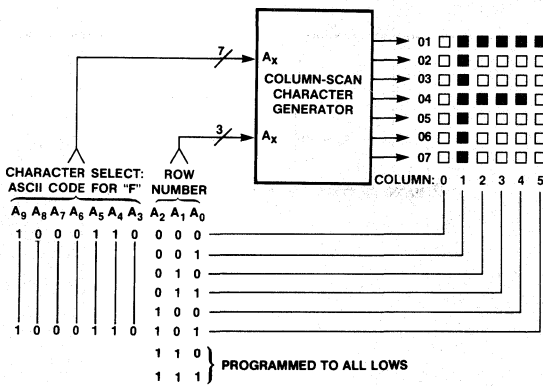 7
A_X
COLUMN-SCAN
CHARACTER
GENERATOR
3
A_X
01
02
03
04
05
06
07
COLUMN: 0 1 2 3 4 5
CHARACTER SELECT:
ASCII CODE FOR "F"
ROW
NUMBER
A9 A8 A7 A6 A5 A4 A3 A2 A1 A0
1 0 0 0 1 1 0 0 0 0
0 0 1
0 1 0
0 1 1
1 0 0
1 0 0 0 1 1 0 1 0 1
1 1 0
1 1 1
PROGRAMMED TO ALL LOWS